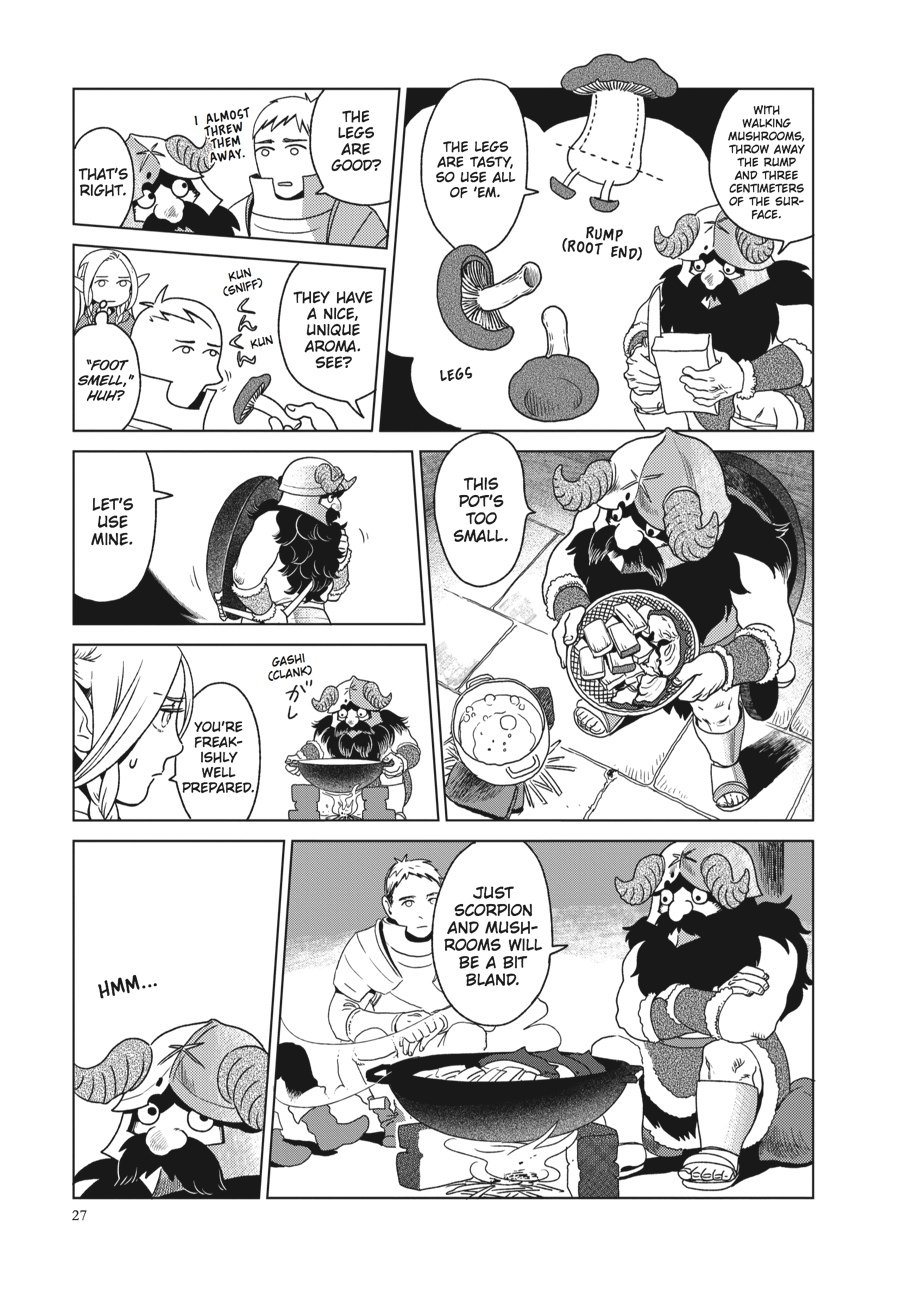 WITH
WALKING
MUSHROOMS,
THROW AWAY
THE RUMP
AND THREE
CENTIMETERS
OF THE SUR-
FACE.
RUMP
(ROOT END)
THE LEGS
ARE TASTY,
SO USE ALL
OF 'EM.
LEGS
THE
LEGS
ARE
GOOD?
I ALMOST
THREW
THEM
AWAY.
THAT'S
RIGHT.
THEY HAVE
A NICE,
UNIQUE
AROMA.
SEE?
KUN
(SNIFF)
KUN
"FOOT
SMELL,"
HUH?
THIS
POT'S
TOO
SMALL.
LET'S
USE
MINE.
GASHI
(CLANK)
がし
YOU'RE
FREAK-
ISHLY
WELL
PREPARED.
JUST
SCORPION
AND MUSH-
ROOMS WILL
BE A BIT
BLAND.
HMM...
27